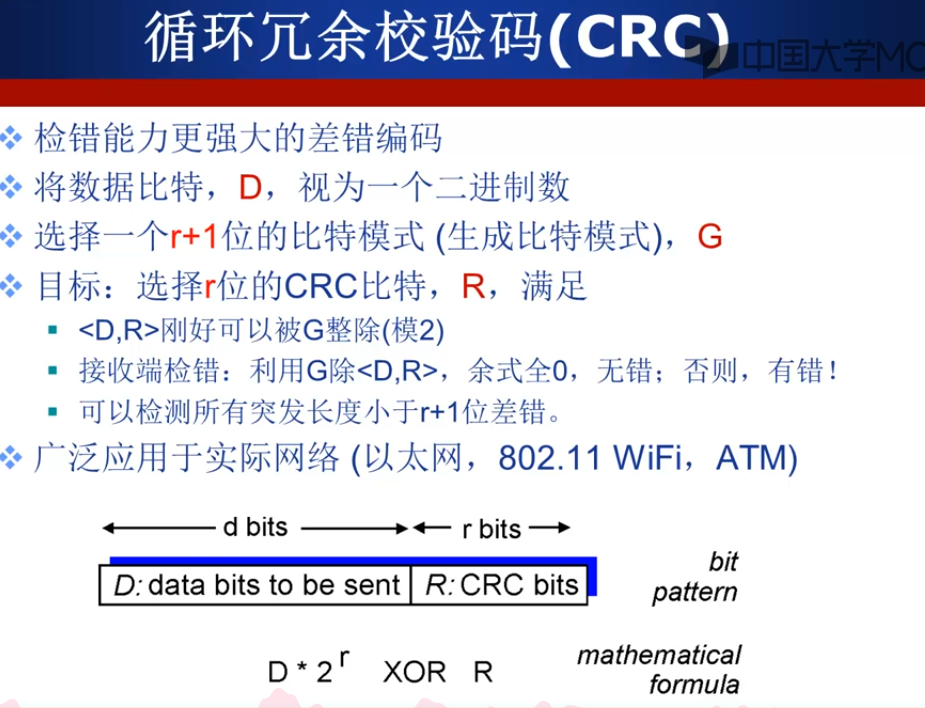 循环冗余校验码(CRC)
中国大学MO
检错能力更强大的差错编码
将数据比特，D，视为一个二进制数
选择一个r+1位的比特模式 (生成比特模式)，G
目标：选择r位的CRC比特，R，满足
<D,R>刚好可以被G整除(模2)
接收端检错：利用G除<D,R>，余式全0，无错；否则，有错！
可以检测所有突发长度小于r+1位差错。
广泛应用于实际网络 (以太网，802.11 WiFi，ATM)
d bits r bits
D: data bits to be sent R: CRC bits
bit
pattern
D * 2^r XOR R
mathematical
formula